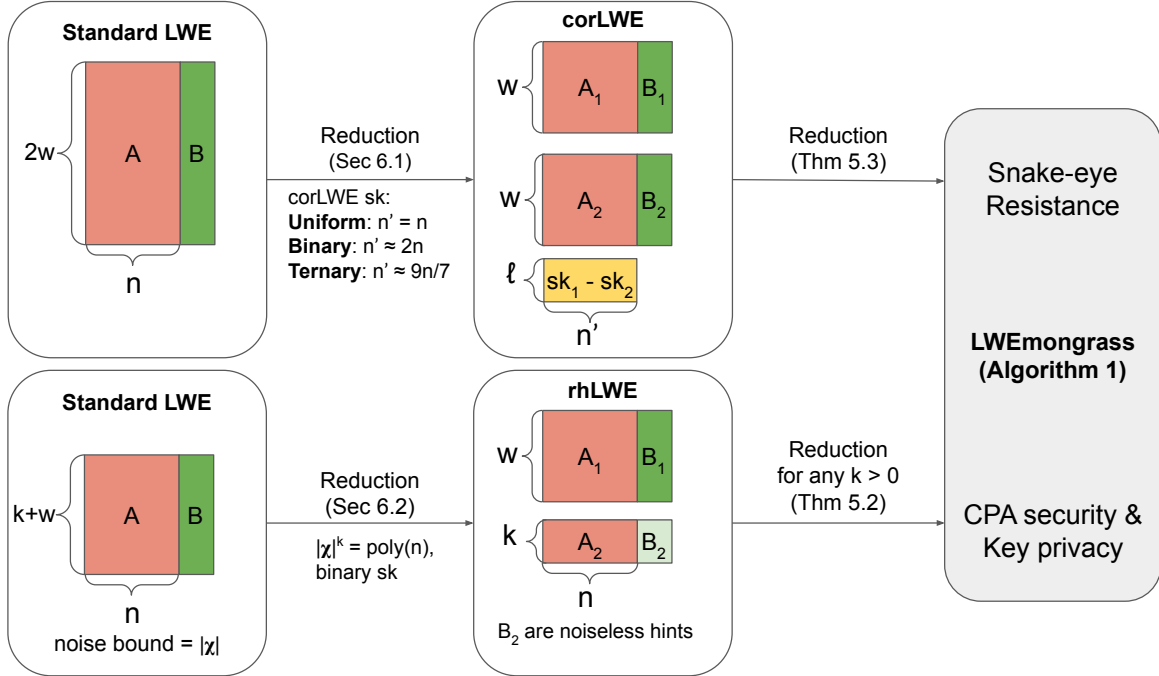 Standard LWE
2w
A
B
n
Reduction
(Sec 6.1)
corLWE sk:
Uniform: n' = n
Binary: n' ≈ 2n
Ternary: n' ≈ 9n/7
corLWE
w
A₁
B₁
w
A₂
B₂
ℓ
sk₁ - sk₂
n'
Reduction
(Thm 5.3)
Snake-eye
Resistance
LWEmongrass
(Algorithm 1)
CPA security &
Key privacy
Standard LWE
k+w
A
B
n
noise bound = |χ|
Reduction
(Sec 6.2)
|χ|ᵏ = poly(n),
binary sk
rhLWE
w
A₁
B₁
k
A₂
B₂
n
B₂ are noiseless hints
Reduction
for any k > 0
(Thm 5.2)